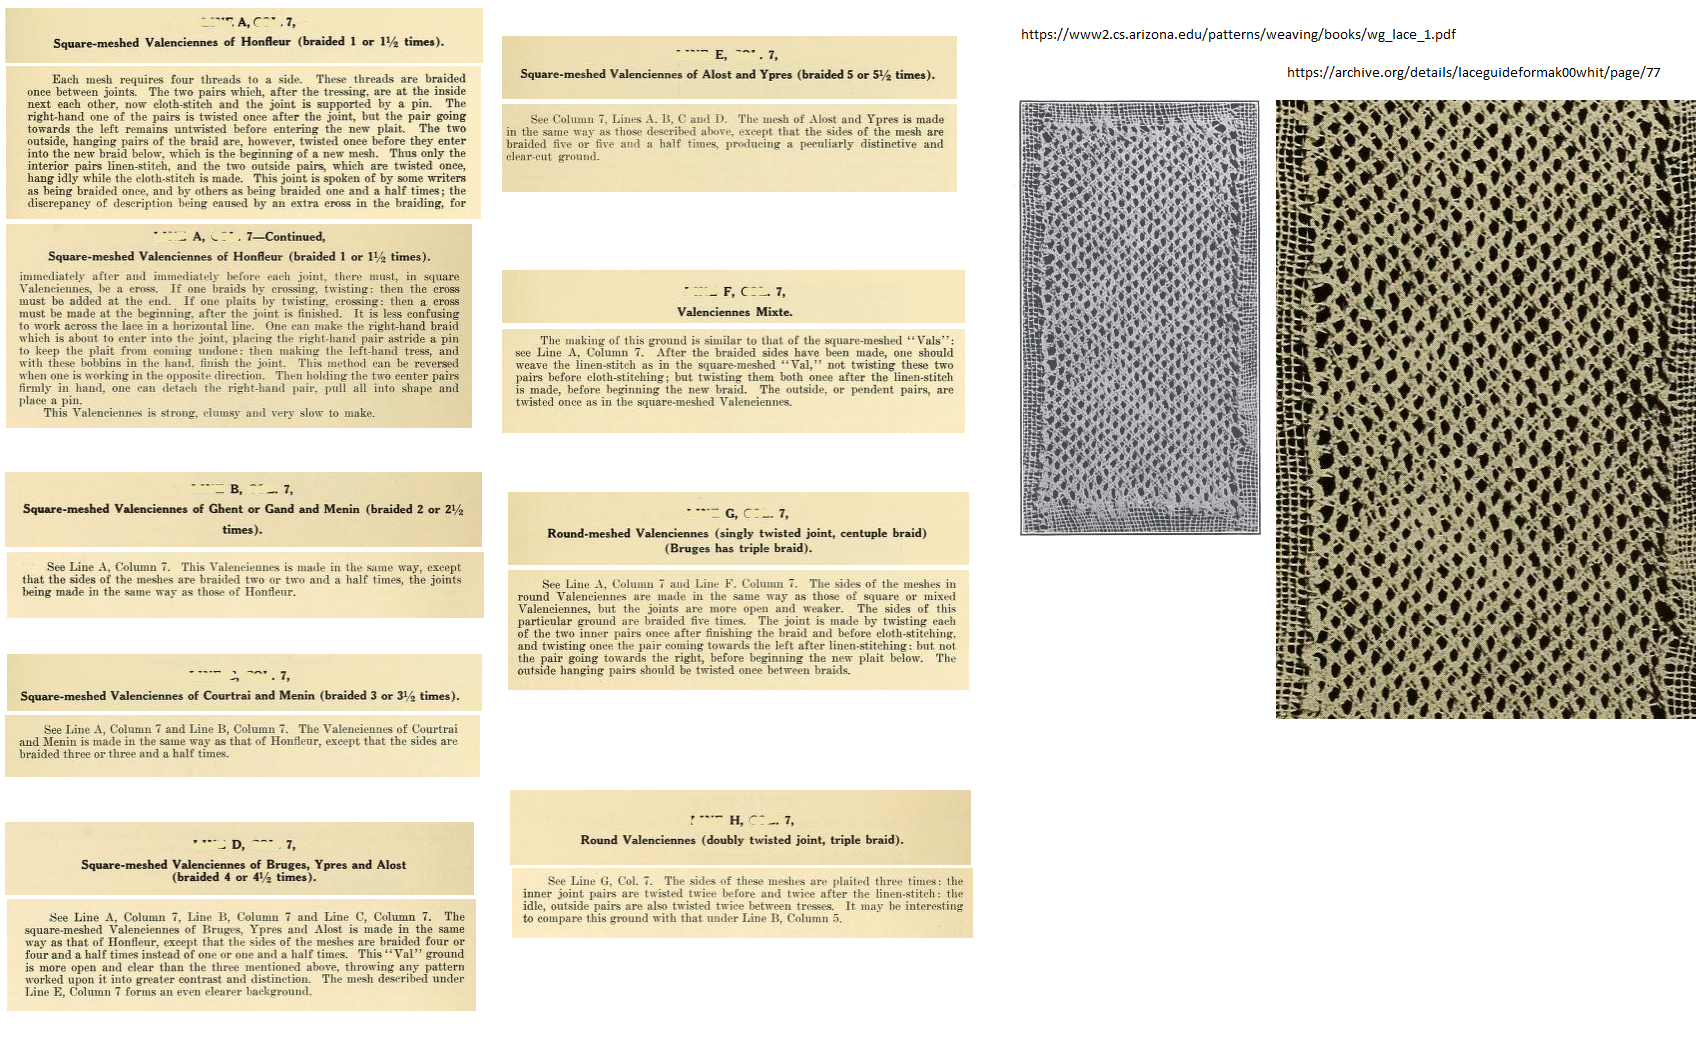 A, 7,
Square-meshed Valenciennes of Honfleur (braided 1 or 1½ times).
Each mesh requires four threads to a side. These threads are braided
once between joints. The two pairs which, after the tressing, are at the inside
next each other, now cloth-stitch and the joint is supported by a pin. The
right-hand one of the pairs is twisted once after the joint, but the pair going
towards the left remains untwisted before entering the new plait. The two
outside, hanging pairs of the braid are, however, twisted once before they enter
into the new braid below, which is the beginning of a new mesh. Thus only the
interior pairs linen-stitch, and the two outside pairs, which are twisted once,
hang idly while the cloth-stitch is made. This joint is spoken of by some writers
as being braided once, and by others as being braided one and a half times; the
discrepancy of description being caused by an extra cross in the braiding, for
A, 7—Continued,
Square-meshed Valenciennes of Honfleur (braided 1 or 1½ times).
immediately after and immediately before each joint, there must, in square
Valenciennes, be a cross. If one braids by crossing, twisting: then the cross
must be added at the end. If one plaits by twisting, crossing: then a cross
must be made at the beginning, after the joint is finished. It is less confusing
to work across the lace in a horizontal line. One can make the right-hand braid
which is about to enter into the joint, placing the right-hand pair astride a pin
to keep the plait from coming undone: then making the left-hand tress, and
with these bobbins in the hand, finish the joint. This method can be reversed
when one is working in the opposite direction. Then holding the two center pairs
firmly in hand, one can detach the right-hand pair, pull all into shape and
place a pin.
This Valenciennes is strong, clumsy and very slow to make.
B, 7,
Square-meshed Valenciennes of Ghent or Gand and Menin (braided 2 or 2½
times).
See Line A, Column 7. This Valenciennes is made in the same way, except
that the sides of the meshes are braided two or two and a half times, the joints
being made in the same way as those of Honfleur.
7,
Square-meshed Valenciennes of Courtrai and Menin (braided 3 or 3½ times).
See Line A, Column 7 and Line B, Column 7. The Valenciennes of Courtrai
and Menin is made in the same way as that of Honfleur, except that the sides are
braided three or three and a half times.
D, 7,
Square-meshed Valenciennes of Bruges, Ypres and Alost
(braided 4 or 4½ times).
See Line A, Column 7, Line B, Column 7 and Line C, Column 7. The
square-meshed Valenciennes of Bruges, Ypres and Alost is made in the same
way as that of Honfleur, except that the sides of the meshes are braided four or
four and a half times instead of one or one and a half times. This "Val" ground
is more open and clear than the three mentioned above, throwing any pattern
worked upon it into greater contrast and distinction. The mesh described under
Line E, Column 7 forms an even clearer background.
E, 7,
Square-meshed Valenciennes of Alost and Ypres (braided 5 or 5½ times).
See Column 7, Lines A. B, C and D. The mesh of Alost and Ypres is made
in the same way as those described above, except that the sides of the mesh are
braided five or five and a half times, producing a peculiarly distinctive and
clear-cut ground.
F, 7,
Valenciennes Mixte.
The making of this ground is similar to that of the square-meshed "Vals":
see Line A, Column 7. After the braided sides have been made, one should
weave the linen-stitch as in the square-meshed "Val," not twisting these two
pairs before cloth-stitching; but twisting them both once after the linen-stitch
is made, before beginning the new braid. The outside, or pendent pairs, are
twisted once as in the square-meshed Valenciennes.
G, 7,
Round-meshed Valenciennes (singly twisted joint, centuple braid)
(Bruges has triple braid).
See Line A, Column 7 and Line F. Column 7. The sides of the meshes in
round Valenciennes are made in the same way as those of square or mixed
Valenciennes, but the joints are more open and weaker. The sides of this
particular ground are braided five times. The joint is made by twisting each
of the two inner pairs once after finishing the braid and before cloth-stitching,
and twisting once the pair coming towards the left after linen-stitching: but not
the pair going towards the right, before beginning the new plait below. The
outside hanging pairs should be twisted once between braids.
H, 7,
Round Valenciennes (doubly twisted joint, triple braid).
See Line G, Col. 7. The sides of these meshes are plaited three times: the
inner joint pairs are twisted twice before and twice after the linen-stitch: the
idle, outside pairs are also twisted twice between tresses. It may be interesting
to compare this ground with that under Line B, Column 5.
https://www2.cs.arizona.edu/patterns/weaving/books/wg_lace_1.pdf
https://archive.org/details/laceguideformak00whit/page/77